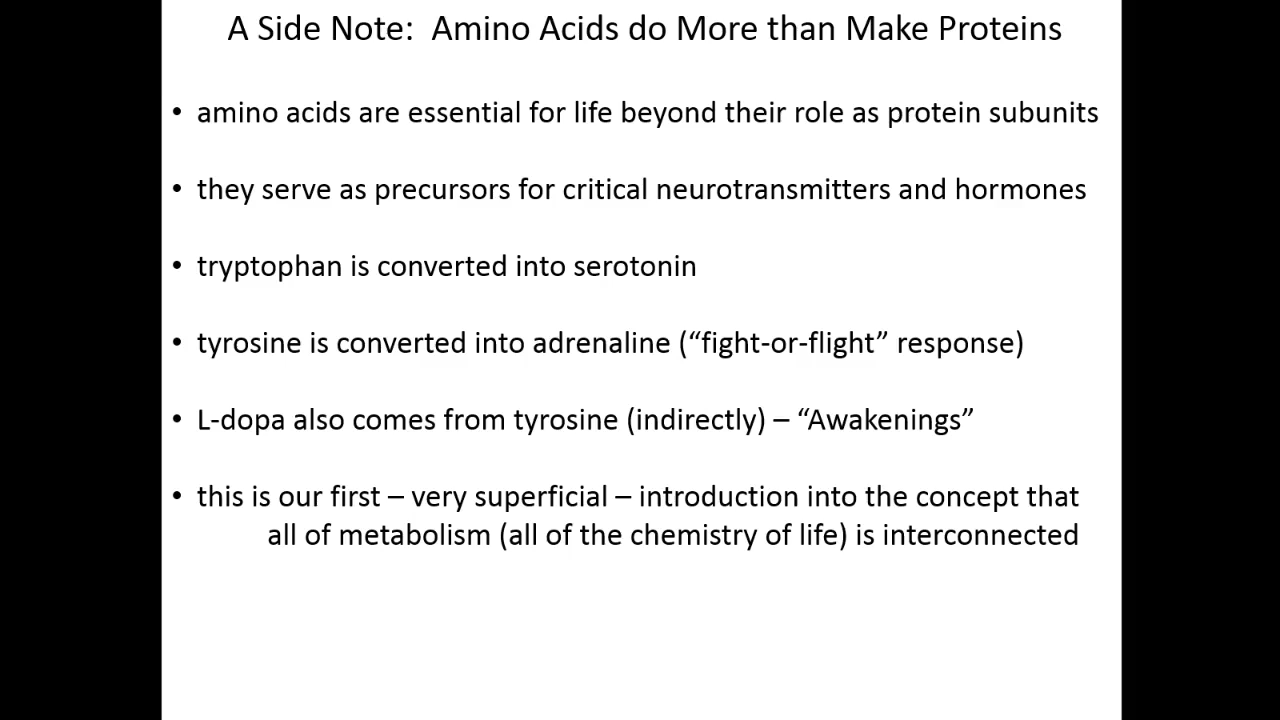 A Side Note:  Amino Acids do More than Make Proteins
• amino acids are essential for life beyond their role as protein subunits
• they serve as precursors for critical neurotransmitters and hormones
• tryptophan is converted into serotonin
• tyrosine is converted into adrenaline (“fight-or-flight” response)
• L-dopa also comes from tyrosine (indirectly) – “Awakenings”
• this is our first – very superficial – introduction into the concept that
all of metabolism (all of the chemistry of life) is interconnected